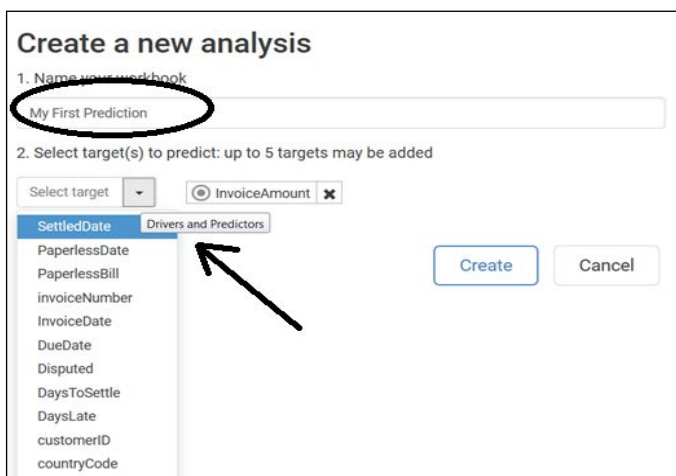 Create a new analysis
1. Name your workbook
My First Prediction
2. Select target(s) to predict: up to 5 targets may be added
Select target InvoiceAmount
SettledDate Drivers and Predictors
PaperlessDate
PaperlessBill
Create Cancel
invoiceNumber
InvoiceDate
DueDate
Disputed
DaysToSettle
DaysLate
customerID
countryCode